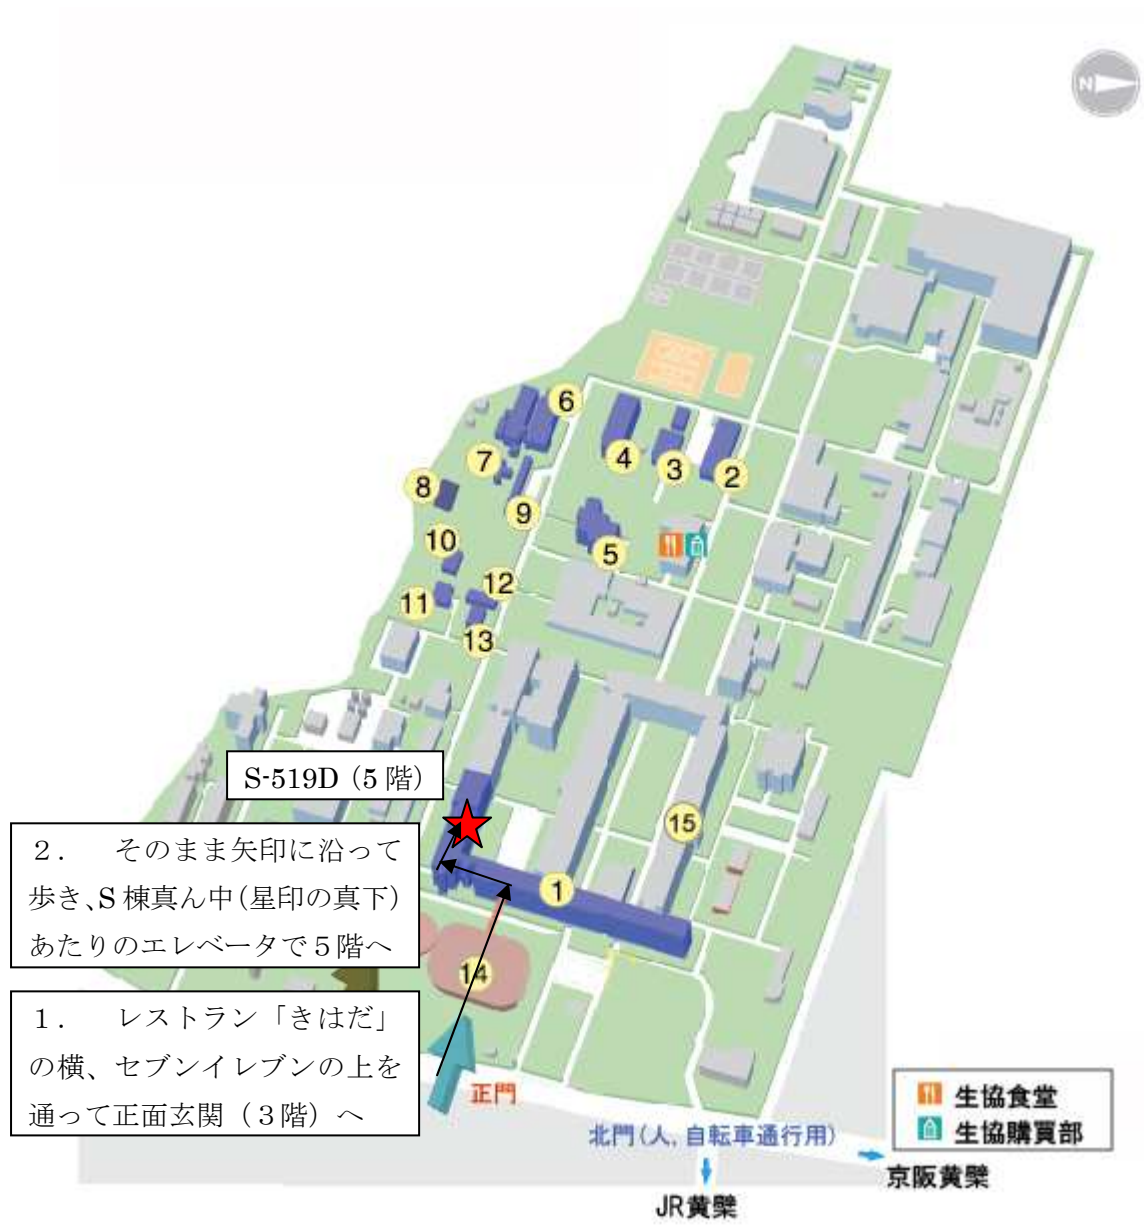 N
6
4
3
2
7
8
9
10
5
12
11
13
S-519D（5 階）
15
2．　そのまま矢印に沿って
歩き、S 棟真ん中（星印の真下）
あたりのエレベータで５階へ
1
14
1．　レストラン「きはだ」
の横、セブンイレブンの上を
通って正面玄関（３階）へ
正門
生協食堂
生協購買部
北門(人, 自転車通行用)
京阪黄檗
JR黄檗